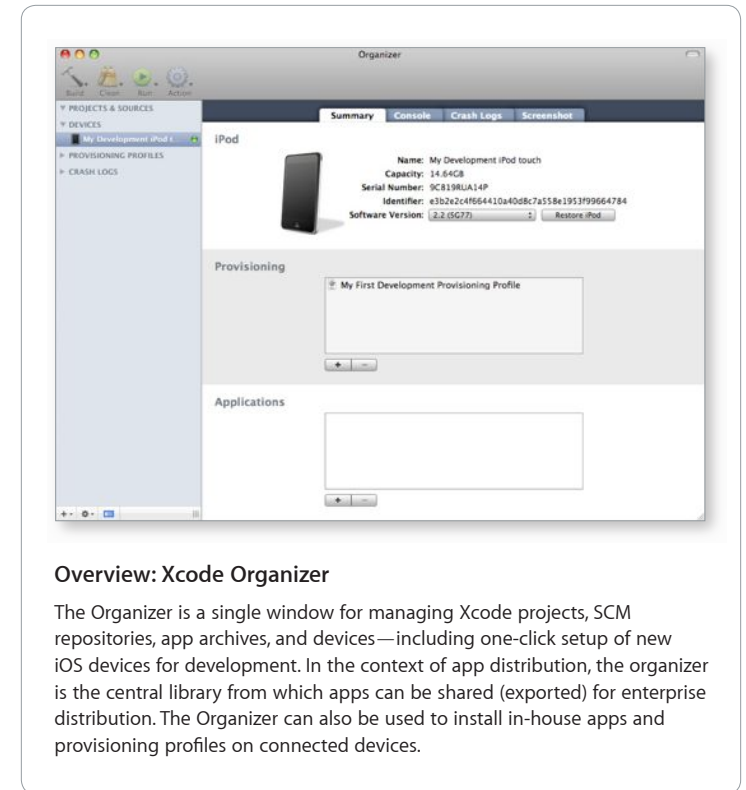 Organizer
Build Clean Run Action
PROJECTS & SOURCES
DEVICES
My Development iPod t...
PROVISIONING PROFILES
CRASH LOGS
Summary Console Crash Logs Screenshot
iPod
Name: My Development iPod touch
Capacity: 14.64GB
Serial Number: 9C819RUA14P
Identifier: e3b2e2c4f664410a40d8c7a558e1953f99664784
Software Version: 2.2 (5G77) Restore iPod
Provisioning
My First Development Provisioning Profile
Applications
Overview: Xcode Organizer
The Organizer is a single window for managing Xcode projects, SCM
repositories, app archives, and devices—including one-click setup of new
iOS devices for development. In the context of app distribution, the organizer
is the central library from which apps can be shared (exported) for enterprise
distribution. The Organizer can also be used to install in-house apps and
provisioning profiles on connected devices.